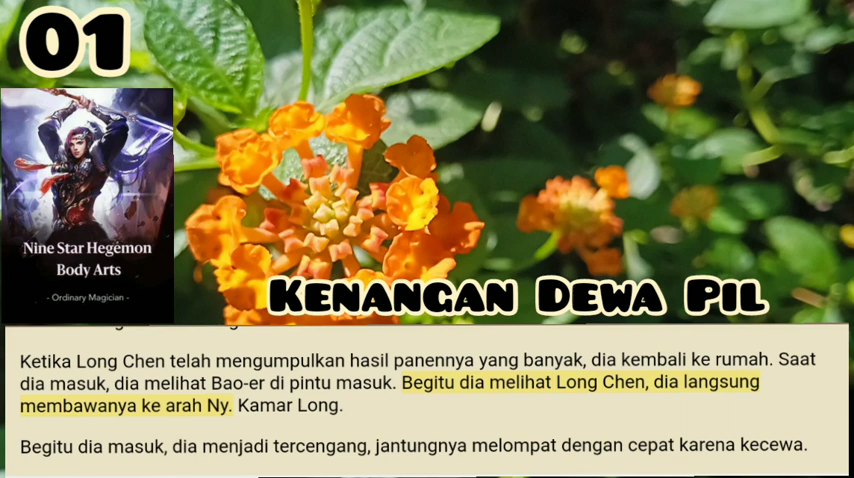 01
Nine Star Hegemon
Body Arts
- Ordinary Magician -
KENANGAN DEWA PIL
Ketika Long Chen telah mengumpulkan hasil panennya yang banyak, dia kembali ke rumah. Saat
dia masuk, dia melihat Bao-er di pintu masuk. Begitu dia melihat Long Chen, dia langsung
membawanya ke arah Ny. Kamar Long.
Begitu dia masuk, dia menjadi tercengang, jantungnya melompat dengan cepat karena kecewa.